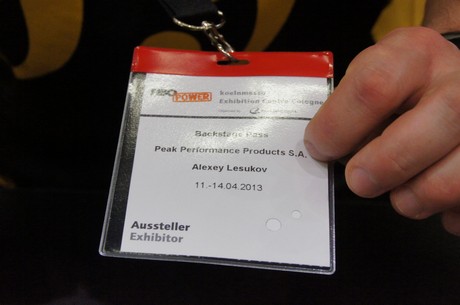 FIBO
POWER
koelnmesse
Exhibition Centre Cologne
Backstage Pass
Peak Performance Products S.A.
Alexey Lesukov
11.-14.04.2013
Aussteller
Exhibitor